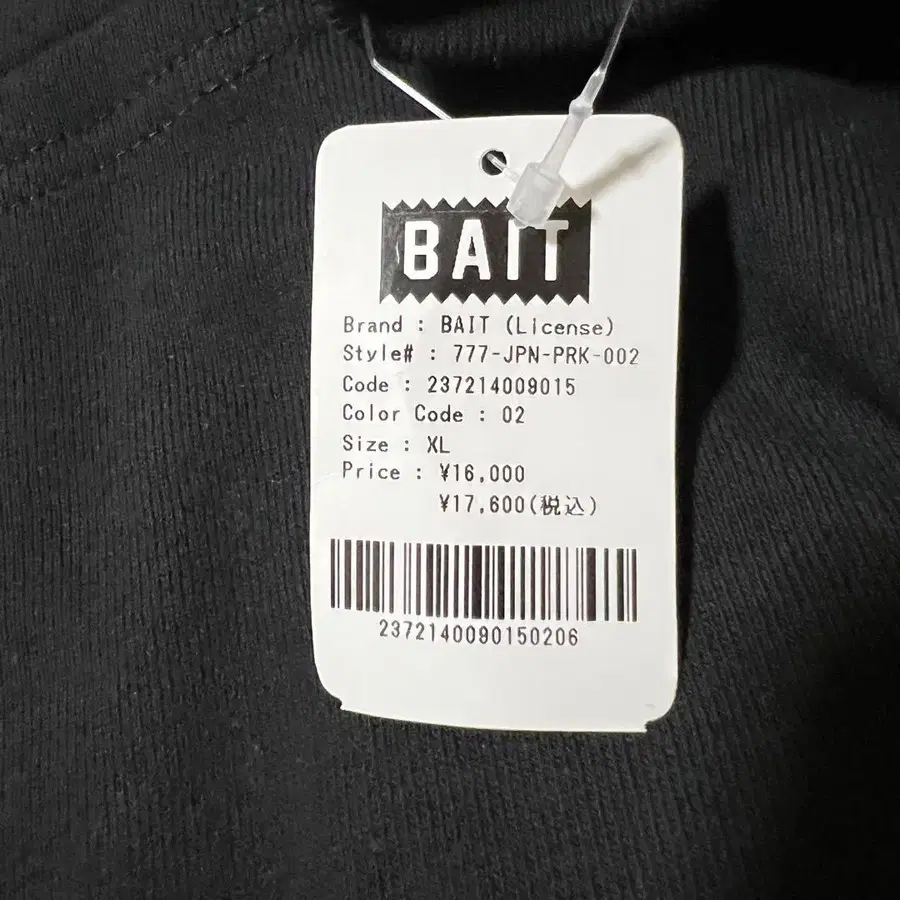 BAIT
Brand : BAIT (License)
Style# : 777-JPN-PRK-002
Code : 237214009015
Color Code : 02
Size : XL
Price : ¥16,000
¥17,600(税込)
2372140090150206